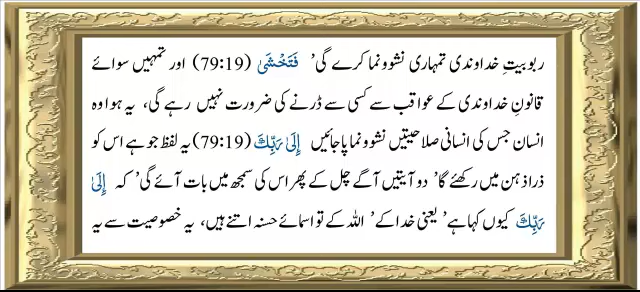 ربوبیتِ خداوندی تمہاری نشوونما کرے گی’ فَتَخْشَىٰ (79:19) اور تمہیں سوائے
قانونِ خداوندی کے عواقب سے کسی سے ڈرنے کی ضرورت نہیں رہے گی، یہ ہوا وہ
انسان جس کی انسانی صلاحیتیں نشوونما پا جائیں إِلَىٰ رَبِّكَ (79:19) یہ لفظ جو ہے اس کو
ذرا ذہن میں رکھئے گا’ دو آیتیں آگے چل کے پھر اس کی سمجھ میں بات آئے گی’ کہ إِلَىٰ
رَبِّكَ کیوں کہا ہے’ یعنی خدا کے’ اللہ کے تو اسمائے حسنہ اتنے ہیں، یہ خصوصیت سے یہ